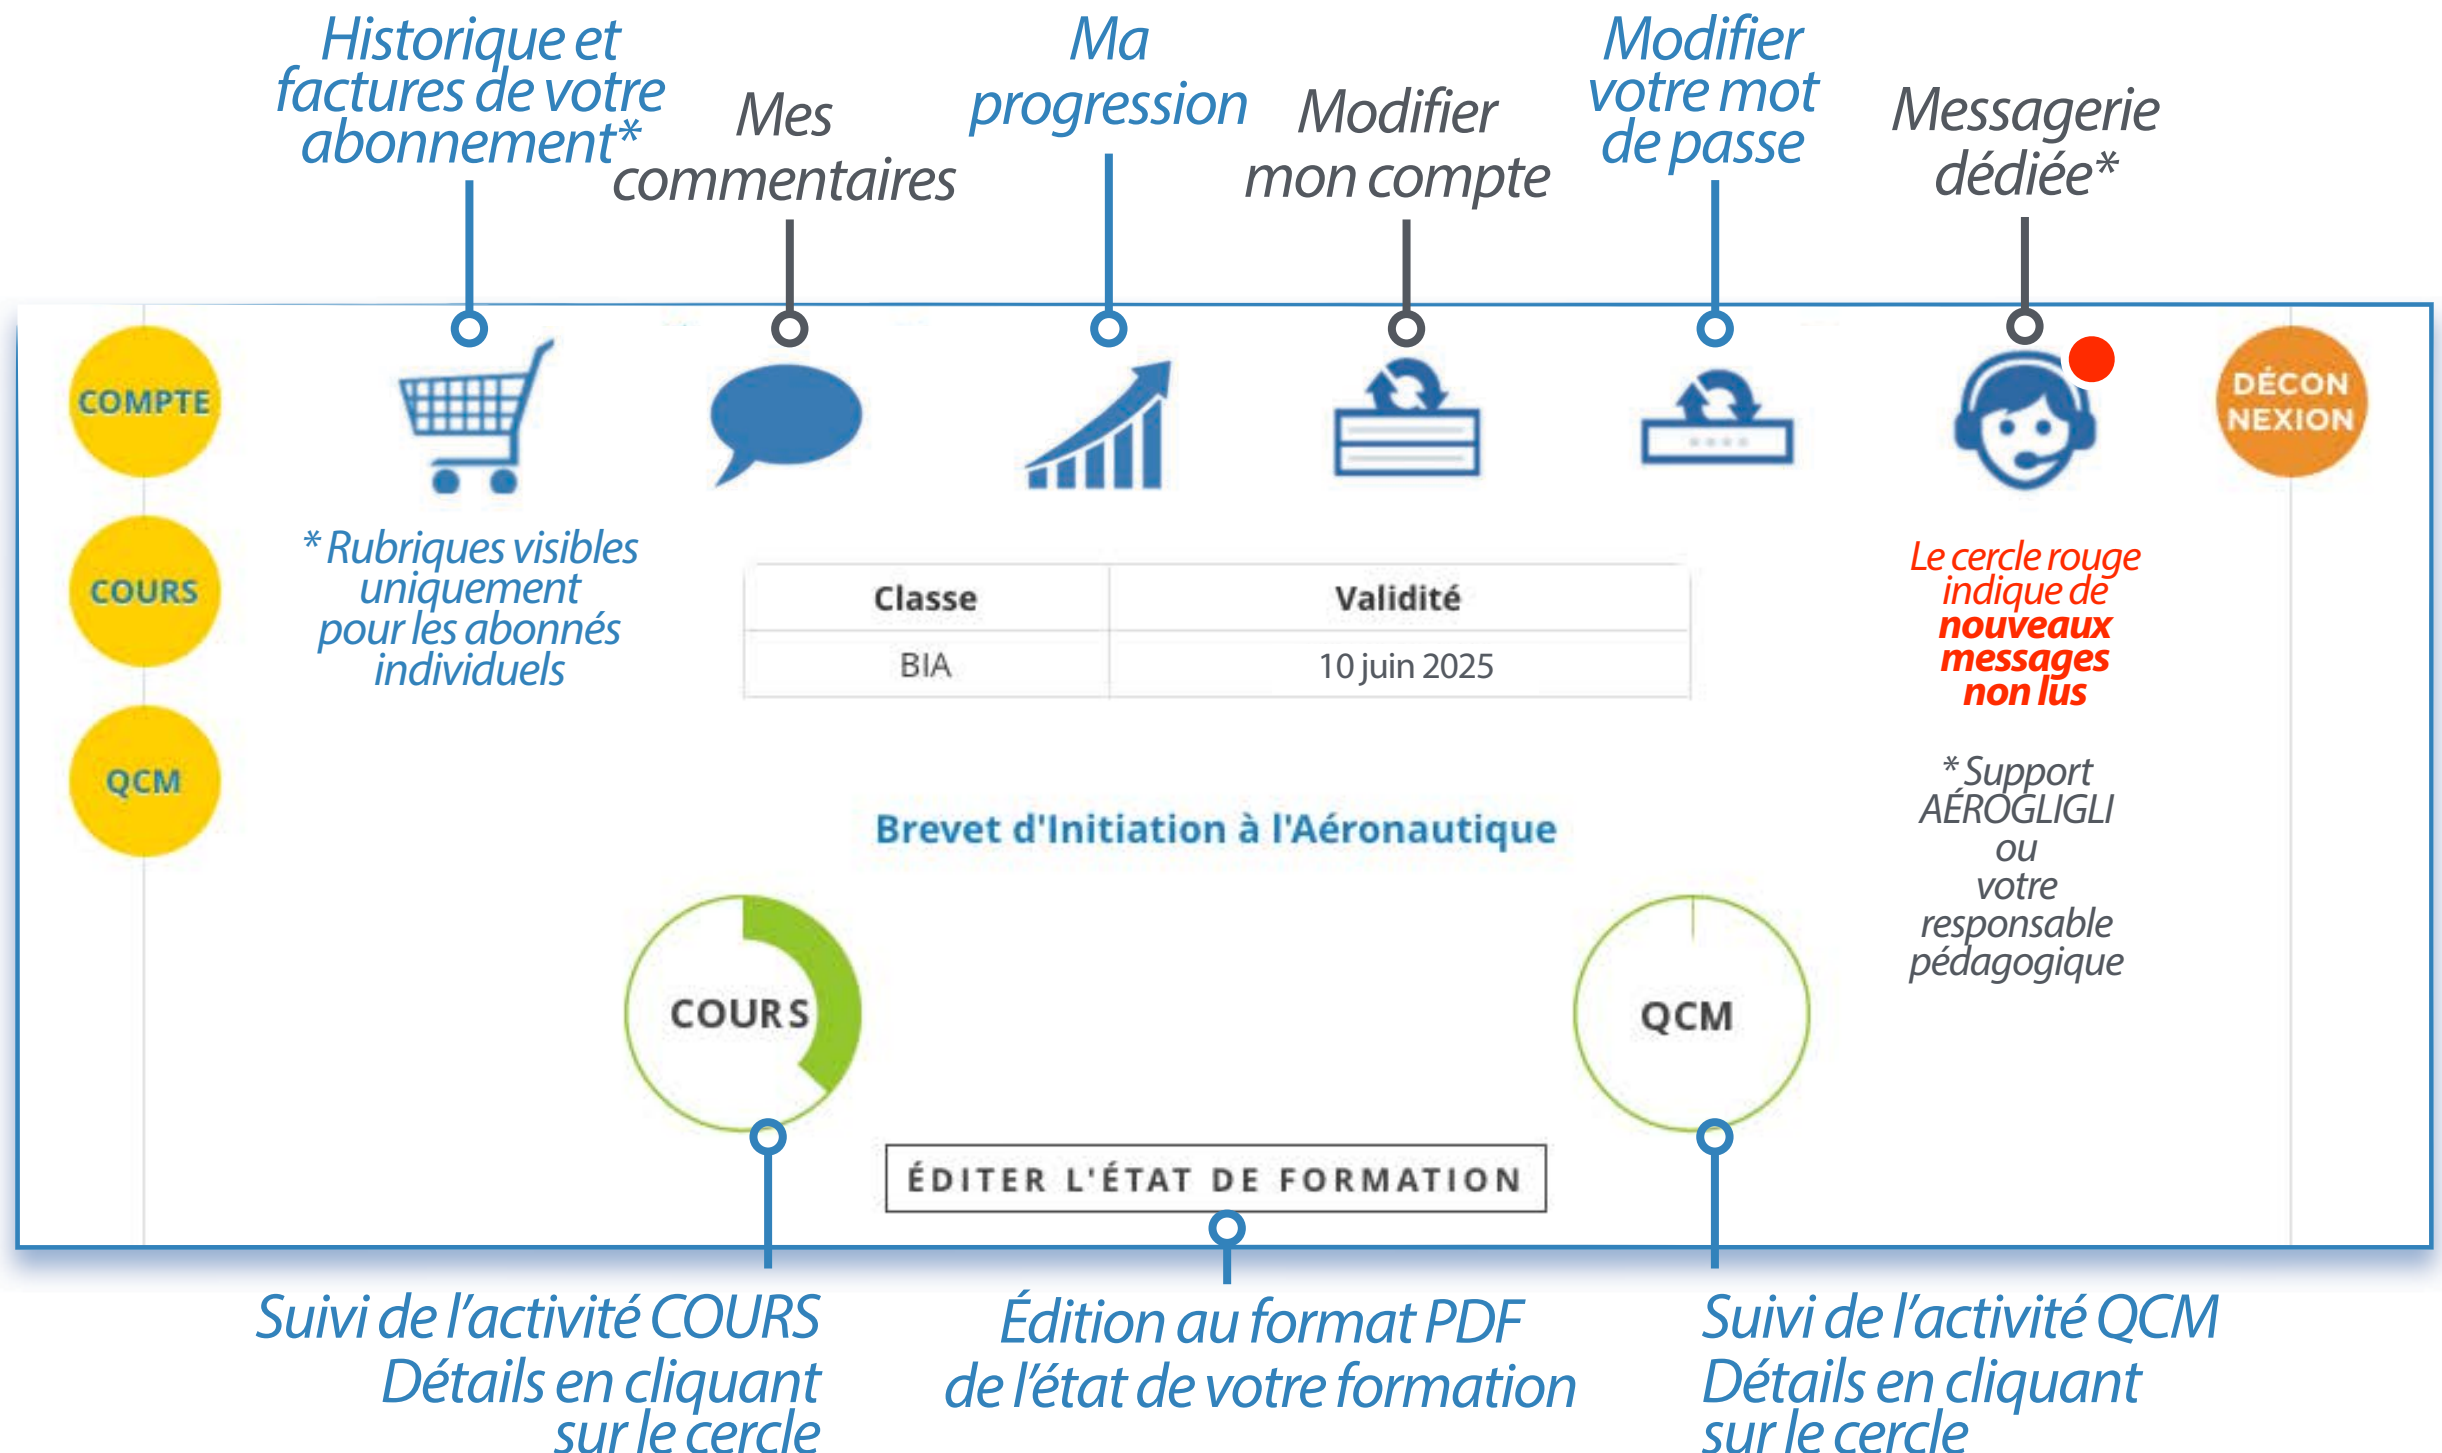 Historique et
factures de votre
abonnement*
Mes
commentaires
Ma
progression
Modifier
mon compte
Modifier
votre mot
de passe
Messagerie
dédiée*
COMPTE
COURS
QCM
DÉCON
NEXION
* Rubriques visibles
uniquement
pour les abonnés
individuels
Classe
Validité
BIA
10 juin 2025
Le cercle rouge
indique de
nouveaux
messages
non lus
* Support
AÉROGLIGLI
ou
votre
responsable
pédagogique
Brevet d'Initiation à l'Aéronautique
COURS
QCM
ÉDITER L'ÉTAT DE FORMATION
Suivi de l'activité COURS
Détails en cliquant
sur le cercle
Édition au format PDF
de l'état de votre formation
Suivi de l'activité QCM
Détails en cliquant
sur le cercle